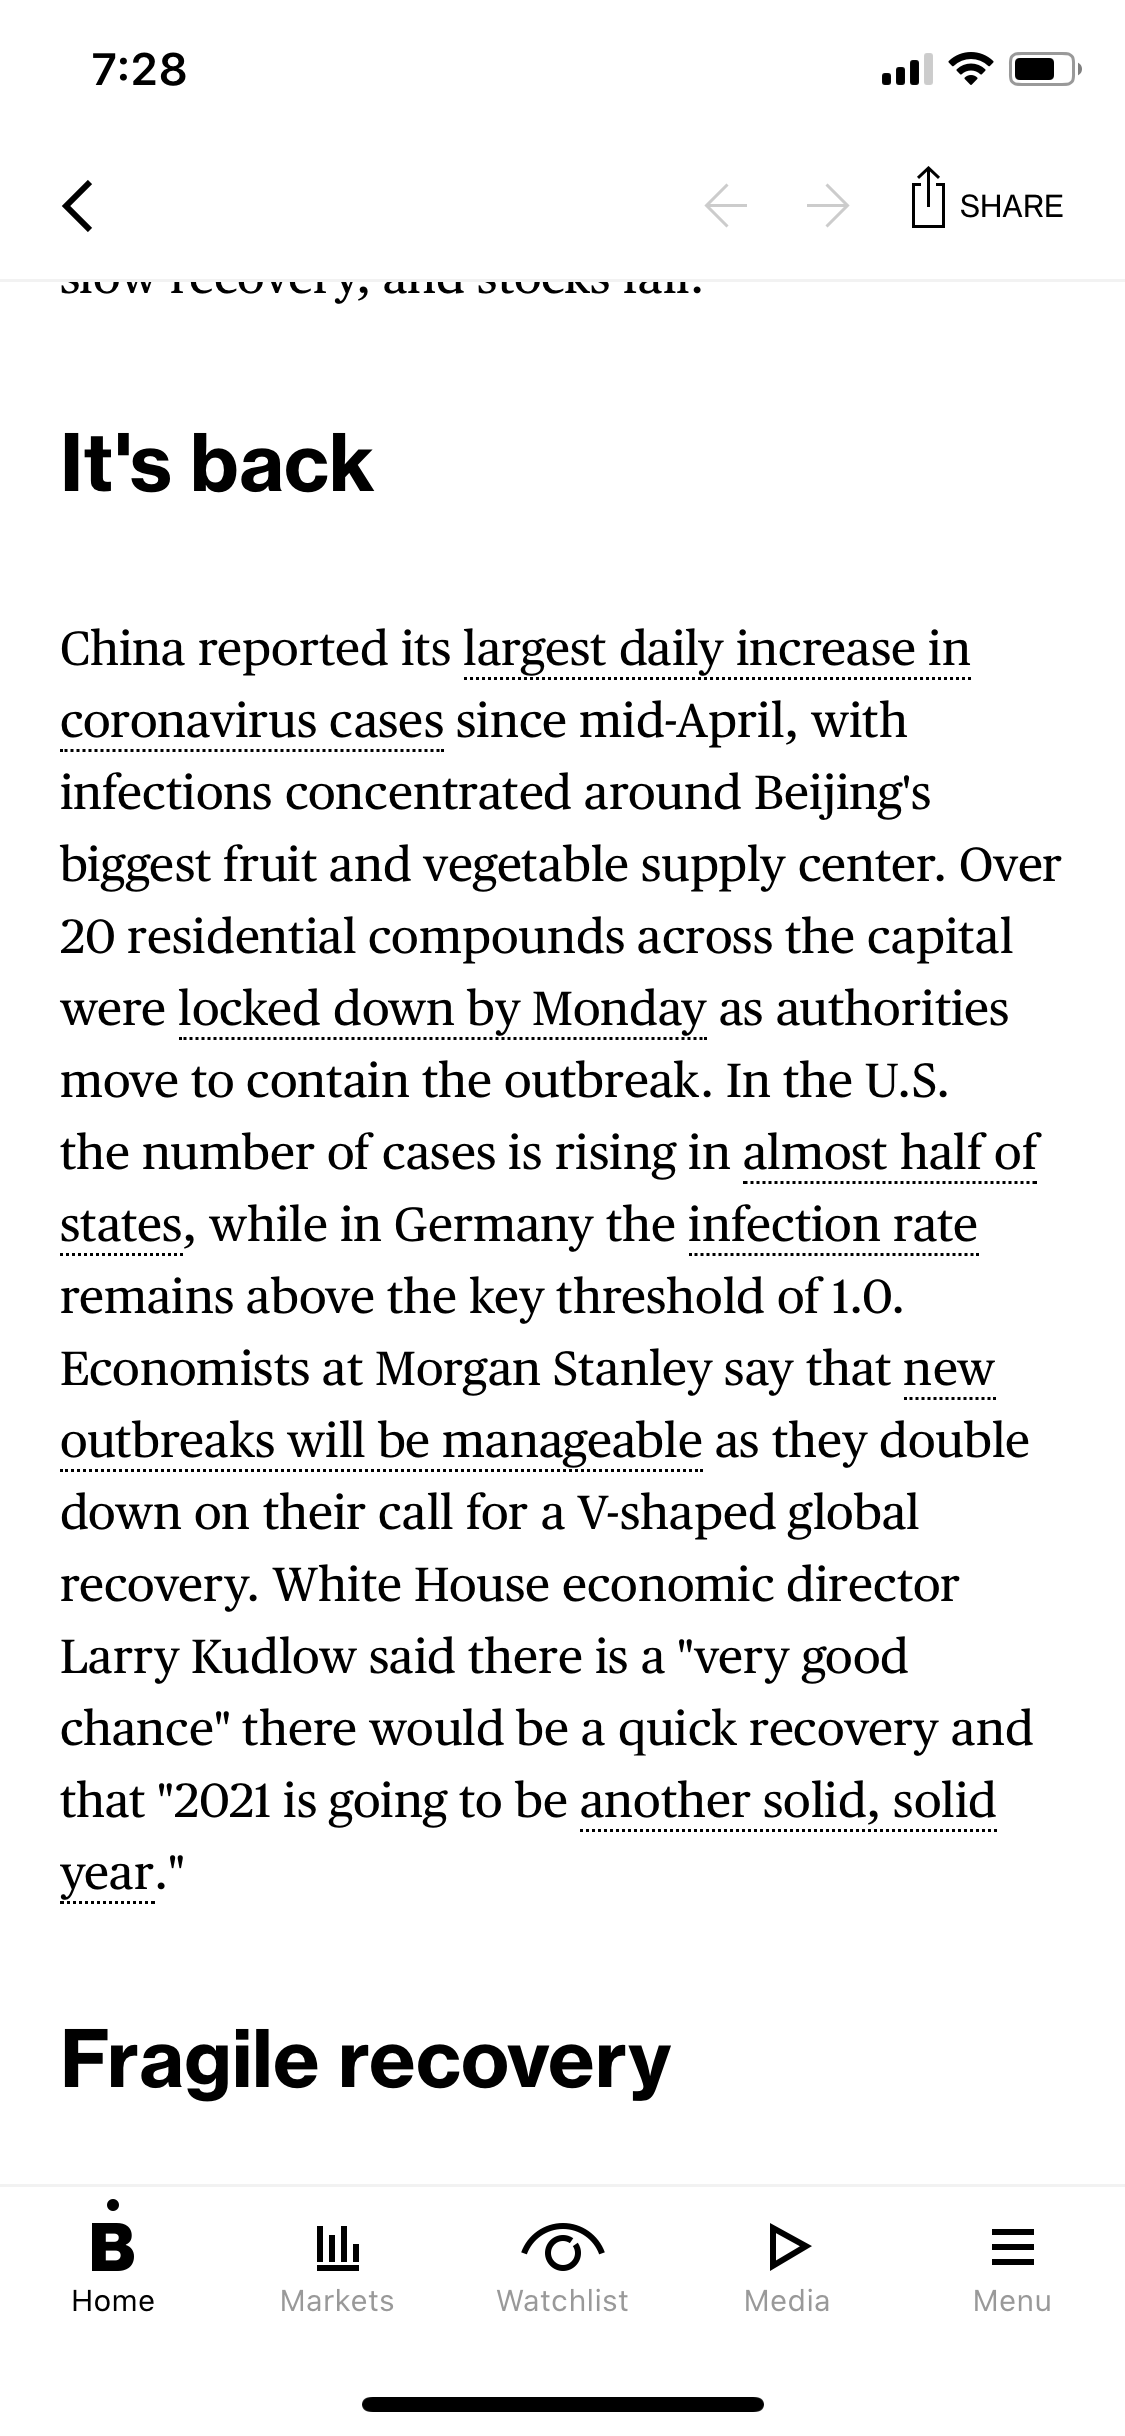 7:28
SHARE
slow recovery, and stocks fall.
It's back
China reported its largest daily increase in
coronavirus cases since mid-April, with
infections concentrated around Beijing's
biggest fruit and vegetable supply center. Over
20 residential compounds across the capital
were locked down by Monday as authorities
move to contain the outbreak. In the U.S.
the number of cases is rising in almost half of
states, while in Germany the infection rate
remains above the key threshold of 1.0.
Economists at Morgan Stanley say that new
outbreaks will be manageable as they double
down on their call for a V-shaped global
recovery. White House economic director
Larry Kudlow said there is a "very good
chance" there would be a quick recovery and
that "2021 is going to be another solid, solid
year."
Fragile recovery
B
Home
Markets
Watchlist
Media
Menu